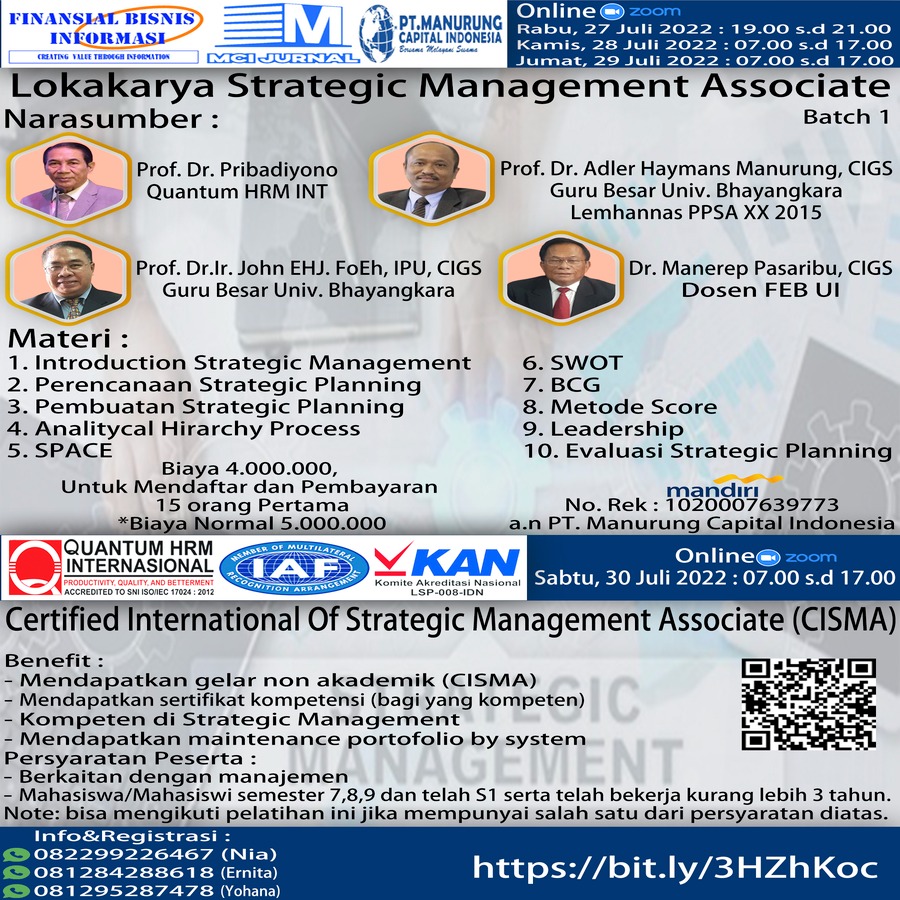 FINANSIAL BISNIS
INFORMASI
CREATING VALUE THROUGH INFORMATION
MCI JURNAL
PT.MANURUNG
CAPITAL INDONESIA
Bersama Melayani Sesama
Online zoom
Rabu, 27 Juli 2022 : 19.00 s.d 21.00
Kamis, 28 Juli 2022 : 07.00 s.d 17.00
Jumat, 29 Juli 2022 : 07.00 s.d 17.00
Lokakarya Strategic Management Associate
Narasumber :
Batch 1
Prof. Dr. Pribadiyono
Quantum HRM INT
Prof. Dr. Adler Haymans Manurung, CIGS
Guru Besar Univ. Bhayangkara
Lemhannas PPSA XX 2015
Prof. Dr.Ir. John EHJ. FoEh, IPU, CIGS
Guru Besar Univ. Bhayangkara
Dr. Manerep Pasaribu, CIGS
Dosen FEB UI
Materi :
1. Introduction Strategic Management
2. Perencanaan Strategic Planning
3. Pembuatan Strategic Planning
4. Analitycal Hirarchy Process
5. SPACE
6. SWOT
7. BCG
8. Metode Score
9. Leadership
10. Evaluasi Strategic Planning
Biaya 4.000.000,
Untuk Mendaftar dan Pembayaran
15 orang Pertama
*Biaya Normal 5.000.000
mandiri
No. Rek : 1020007639773
a.n PT. Manurung Capital Indonesia
QUANTUM HRM
INTERNASIONAL
PRODUCTIVITY, QUALITY, AND BETTERMENT
ACCREDITED TO SNI ISO/IEC 17024 : 2012
MEMBER OF MULTILATERAL
IAF
RECOGNITION ARRANGEMENT
KAN
Komite Akreditasi Nasional
LSP-008-IDN
Online zoom
Sabtu, 30 Juli 2022 : 07.00 s.d 17.00
Certified International Of Strategic Management Associate (CISMA)
Benefit :
- Mendapatkan gelar non akademik (CISMA)
- Mendapatkan sertifikat kompetensi (bagi yang kompeten)
- Kompeten di Strategic Management
- Mendapatkan maintenance portofolio by system
STRATEGIC
MANAGEMENT
Persyaratan Peserta :
- Berkaitan dengan manajemen
- Mahasiswa/Mahasiswi semester 7,8,9 dan telah S1 serta telah bekerja kurang lebih 3 tahun.
Note: bisa mengikuti pelatihan ini jika mempunyai salah satu dari persyaratan diatas.
Info&Registrasi :
082299226467 (Nia)
081284288618 (Ernita)
081295287478 (Yohana)
https://bit.ly/3HZhKoc